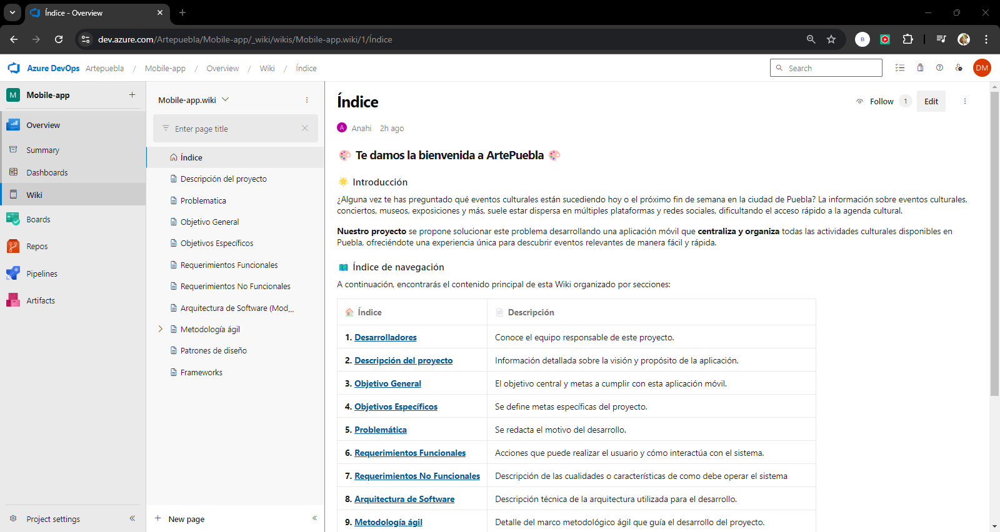 Índice - Overview
dev.azure.com/Artepuebla/Mobile-app/_wiki/wikis/Mobile-app.wiki/1/Índice
B
Azure DevOps Artepuebla / Mobile-app / Overview / Wiki / Índice
Search
DM
M Mobile-app
Overview
Summary
Dashboards
Wiki
Boards
Repos
Pipelines
Artifacts
Project settings
Mobile-app.wiki
Enter page title
Índice
Descripción del proyecto
Problematica
Objetivo General
Objetivos Específicos
Requerimientos Funcionales
Requerimientos No Funcionales
Arquitectura de Software (Mod...
Metodología ágil
Patrones de diseño
Frameworks
New page
Índice
Follow 1 Edit
A Anahi 2h ago
Te damos la bienvenida a ArtePuebla
Introducción
¿Alguna vez te has preguntado qué eventos culturales están sucediendo hoy o el próximo fin de semana en la ciudad de Puebla? La información sobre eventos culturales,
conciertos, museos, exposiciones y más, suele estar dispersa en múltiples plataformas y redes sociales, dificultando el acceso rápido a la agenda cultural.
Nuestro proyecto se propone solucionar este problema desarrollando una aplicación móvil que centraliza y organiza todas las actividades culturales disponibles en
Puebla, ofreciéndote una experiencia única para descubrir eventos relevantes de manera fácil y rápida.
Índice de navegación
A continuación, encontrarás el contenido principal de esta Wiki organizado por secciones:
Índice Descripción
1. Desarrolladores Conoce el equipo responsable de este proyecto.
2. Descripción del proyecto Información detallada sobre la visión y propósito de la aplicación.
3. Objetivo General El objetivo central y metas a cumplir con esta aplicación móvil.
4. Objetivos Específicos Se define metas específicas del proyecto.
5. Problemática Se redacta el motivo del desarrollo.
6. Requerimientos Funcionales Acciones que puede realizar el usuario y cómo interactúa con el sistema.
7. Requerimientos No Funcionales Descripción de las cualidades o características de como debe operar el sistema
8. Arquitectura de Software Descripción técnica de la arquitectura utilizada para el desarrollo.
9. Metodología ágil Detalle del marco metodológico ágil que guía el desarrollo del proyecto.